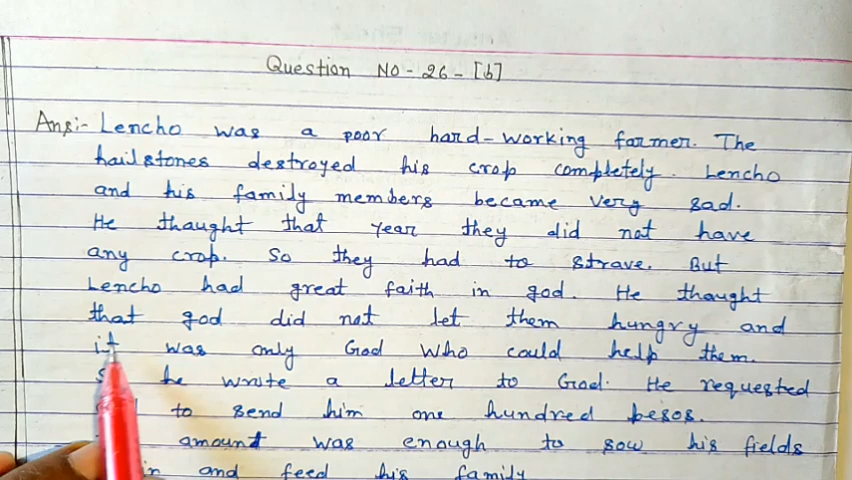 Question NO - 26 - [b]
Ans:- Lencho was a poor hard-working farmer. The
hailstones destroyed his crop completely. Lencho
and his family members became very sad.
He thought that year they did not have
any crop. So they had to strave. But
Lencho had great faith in god. He thought
that god did not let them hungry and
it was only God who could help them.
he write a letter to God. He requested
to send him one hundred pesos.
amount was enough to sow his fields
in and feed his family